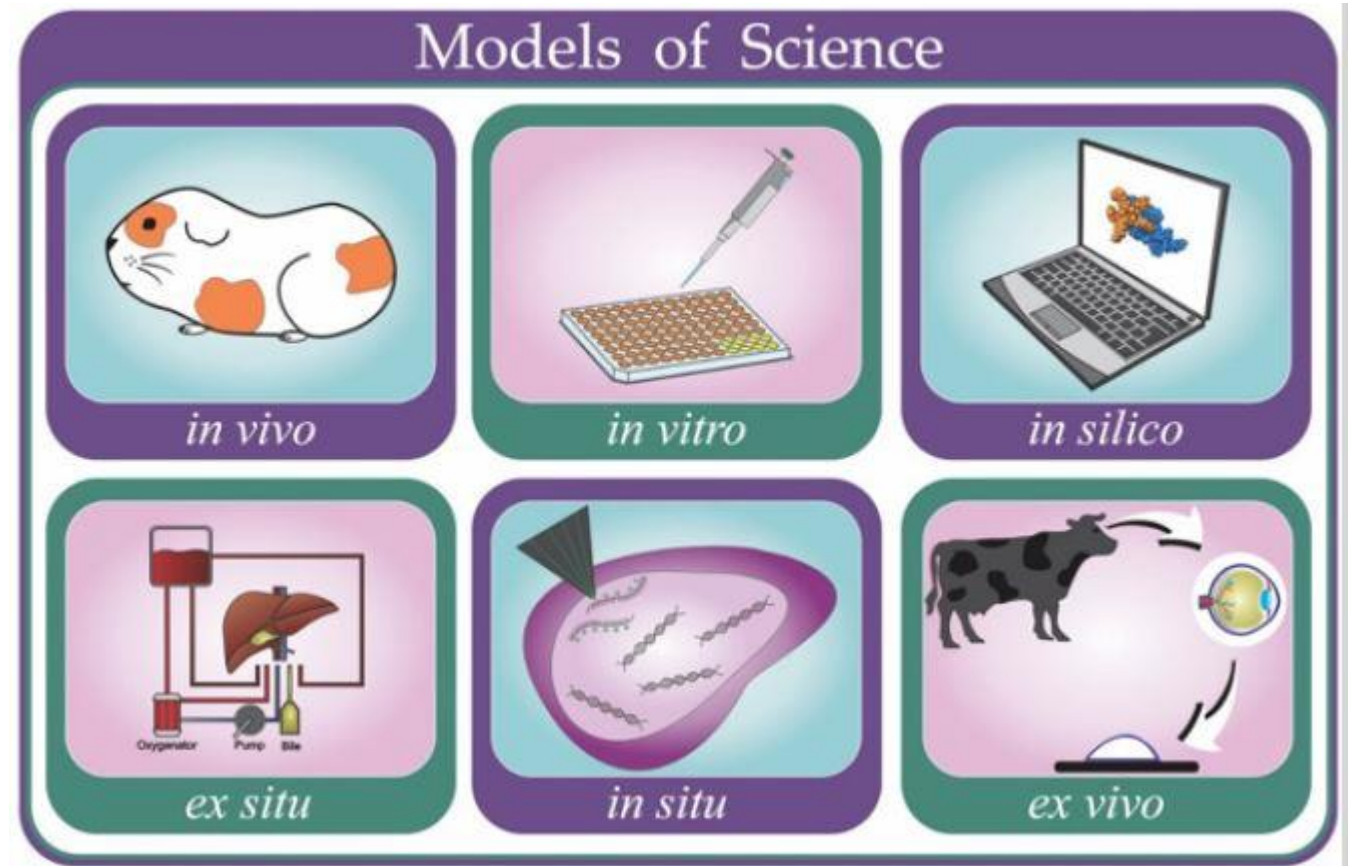 Models of Science
in vivo
in vitro
in silico
Oxygenator Pump Bile
ex situ
in situ
ex vivo